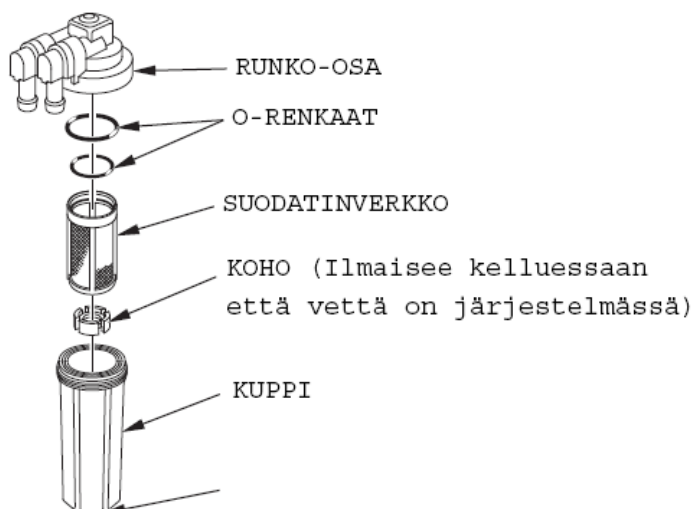 RUNKO-OSA
O-RENKAAT
SUODATINVERKKO
KOHO (Ilmaisee kelluessaan
että vettä on järjestelmässä)
KUPPI